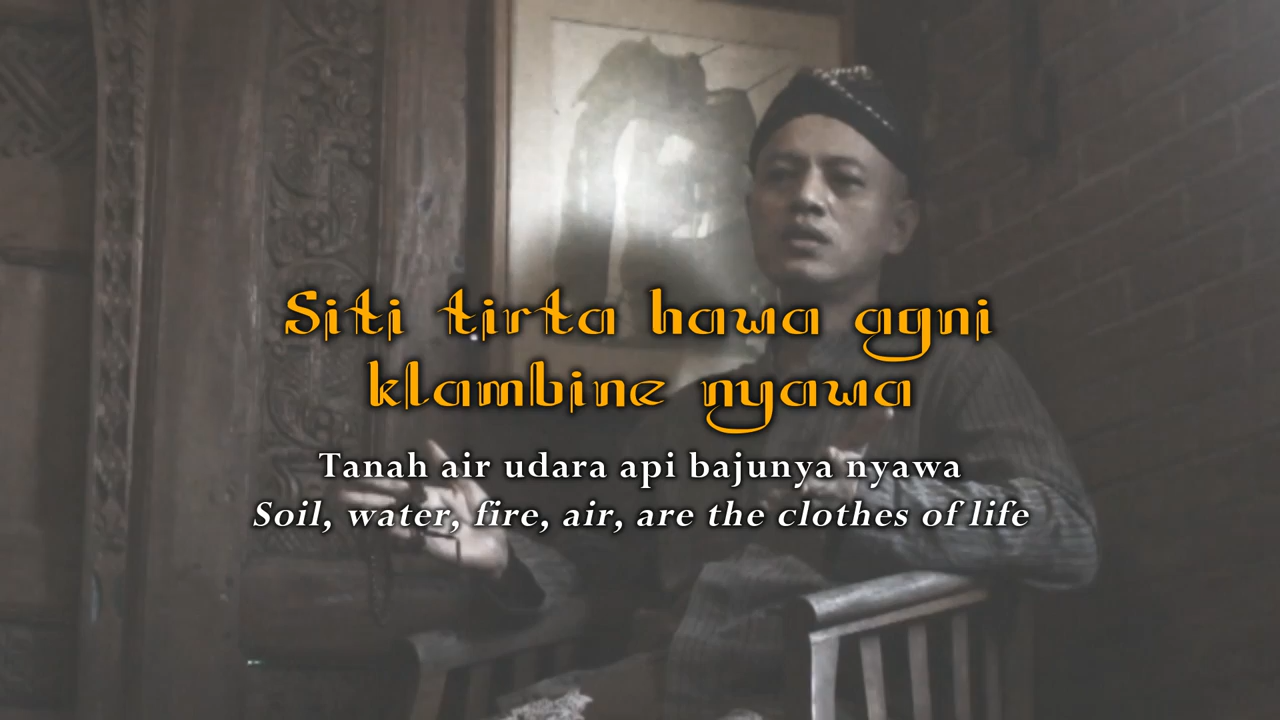 Siti tirta hawa agni
klambine nyawa
Tanah air udara api bajunya nyawa
Soil, water, fire, air, are the clothes of life